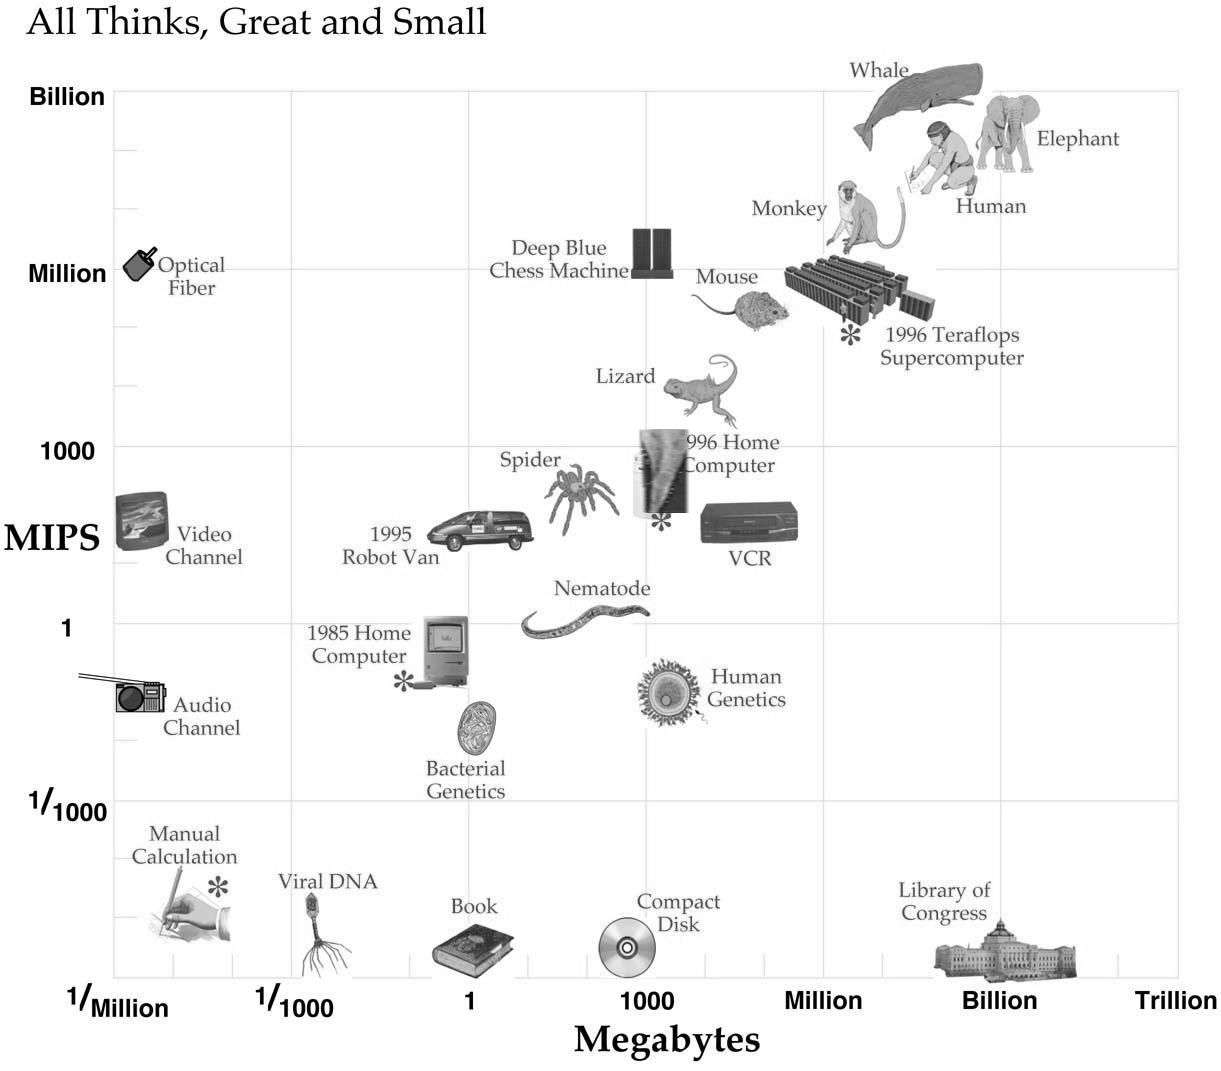 All Thinks, Great and Small
Whale
Billion
Elephant
Human
Monkey
Deep Blue
Chess Machine
Million
Optical
Fiber
Mouse
1996 Teraflops
Supercomputer
Lizard
1000
996 Home
Computer
Spider
MIPS
Video
Channel
1995
Robot Van
VCR
Nematode
1
1985 Home
Computer
Human
Genetics
Audio
Channel
Bacterial
Genetics
1/1000
Manual
Calculation
Viral DNA
Book
Compact
Disk
Library of
Congress
1/Million
1/1000
1
1000
Million
Billion
Trillion
Megabytes